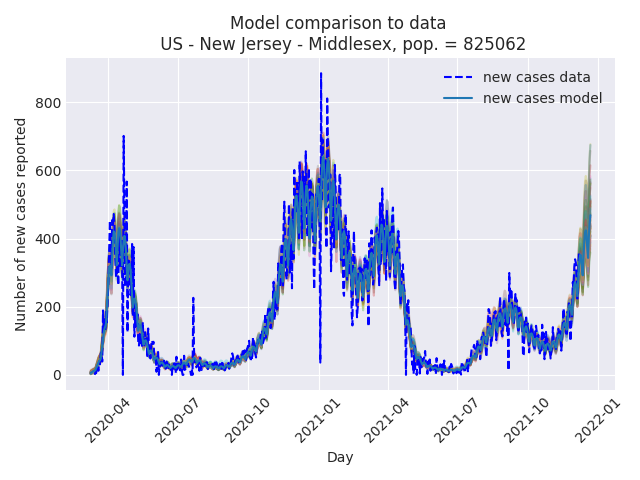 Model comparison to data
US - New Jersey - Middlesex, pop. = 825062
new cases data
new cases model
Number of new cases reported
800
600
400
200
0
2020-04
2020-07
2020-10
2021-01
2021-04
2021-07
2021-10
2022-01
Day